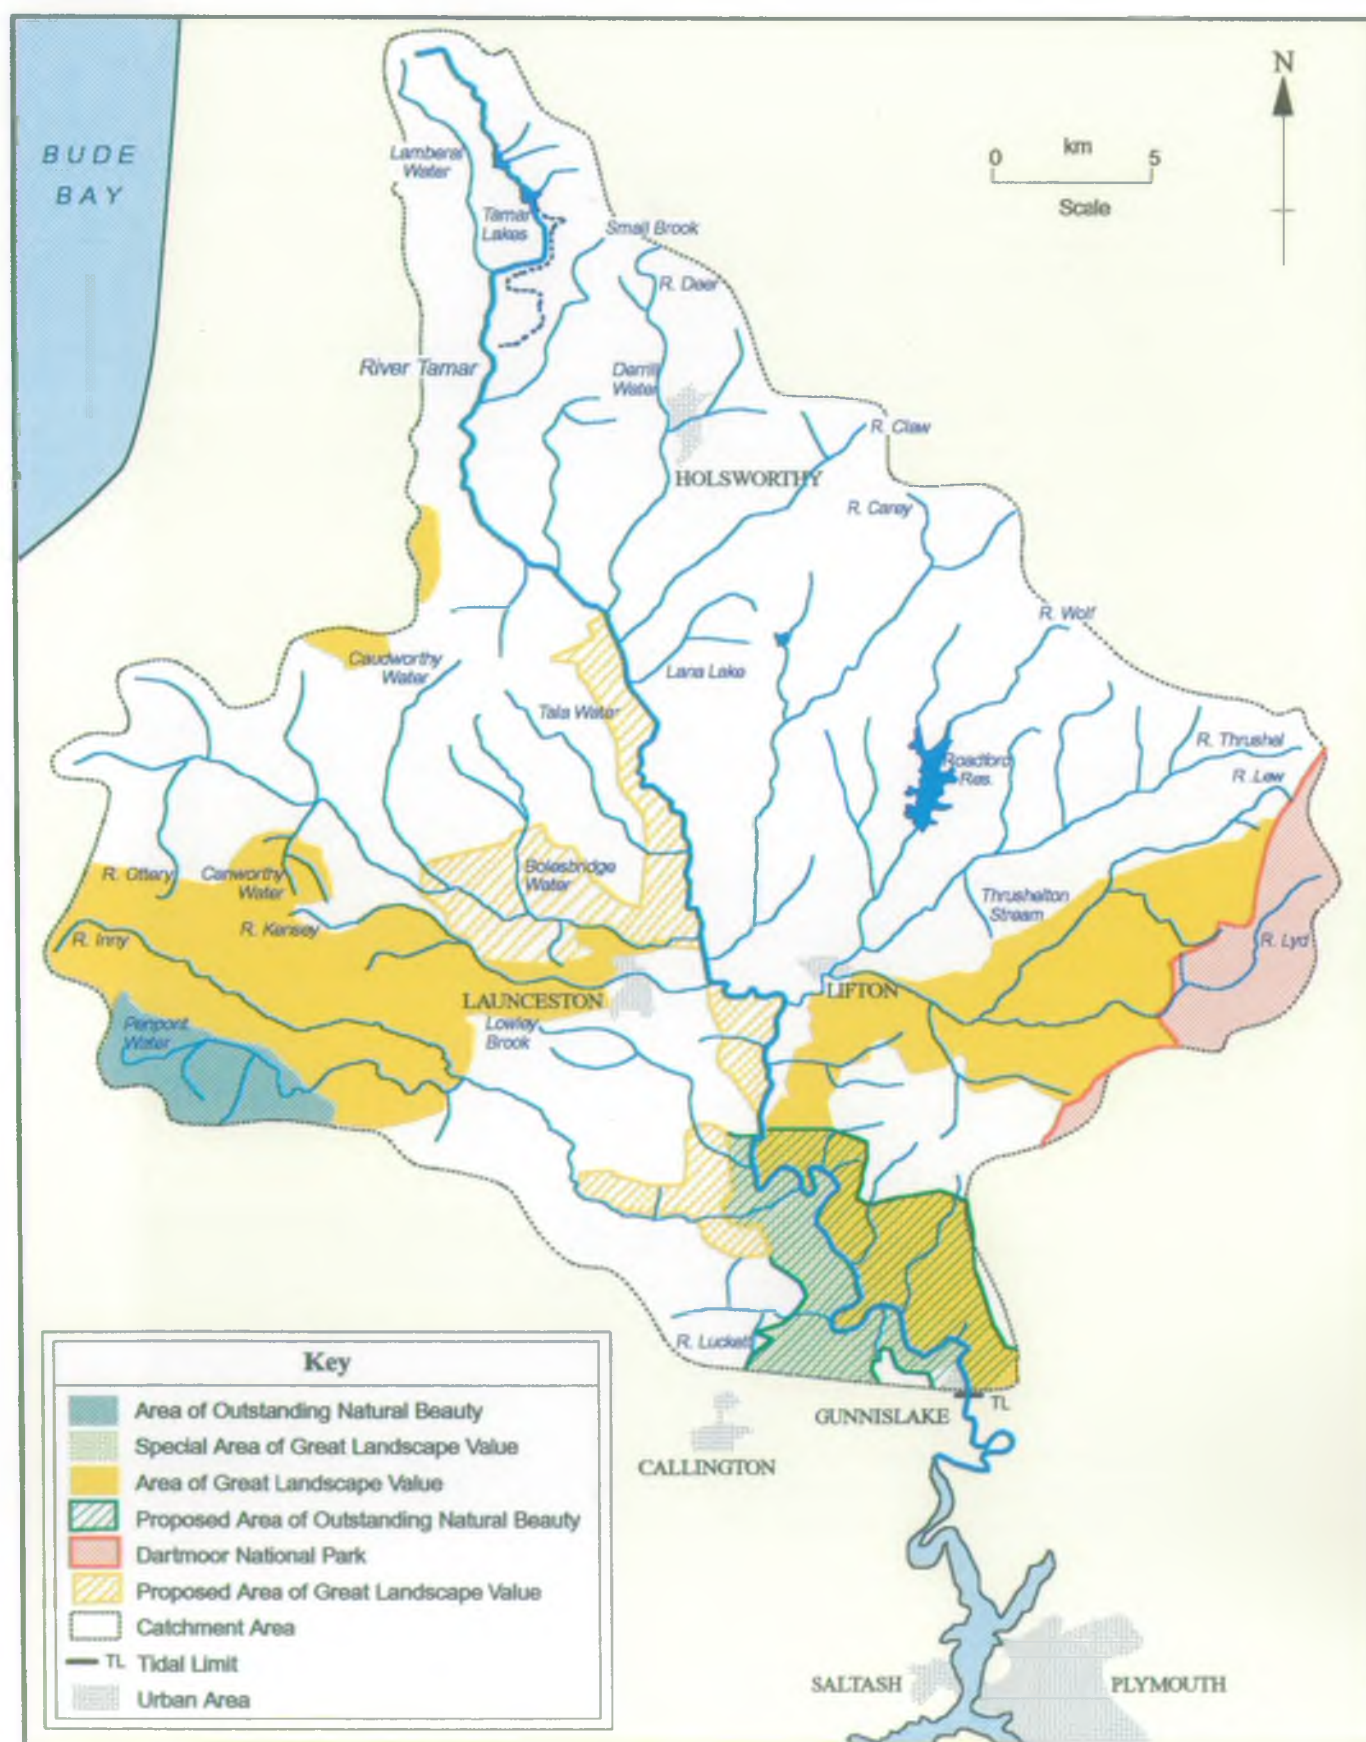 N
BUDE
BAY
km
0
5
Scale
Lamberal
Water
Tamar
Lakes
Small Brook
R. Deer
River Tamar
Derrill
Water
R. Claw
HOLSWORTHY
R. Carey
R. Wolf
Caudworthy
Water
Lana Lake
Tala Water
R. Thrushel
Roadford
Res.
R. Lew
R. Ottery
Canworthy
Water
Bolesbridge
Water
Thrushelton
Stream
R. Kensey
R. Inny
R. Lyd
LAUNCESTON
LIFTON
Penpont
Water
Lowley
Brook
R. Luckett
TL
GUNNISLAKE
CALLINGTON
SALTASH
PLYMOUTH
Key
Area of Outstanding Natural Beauty
Special Area of Great Landscape Value
Area of Great Landscape Value
Proposed Area of Outstanding Natural Beauty
Dartmoor National Park
Proposed Area of Great Landscape Value
Catchment Area
TL Tidal Limit
Urban Area